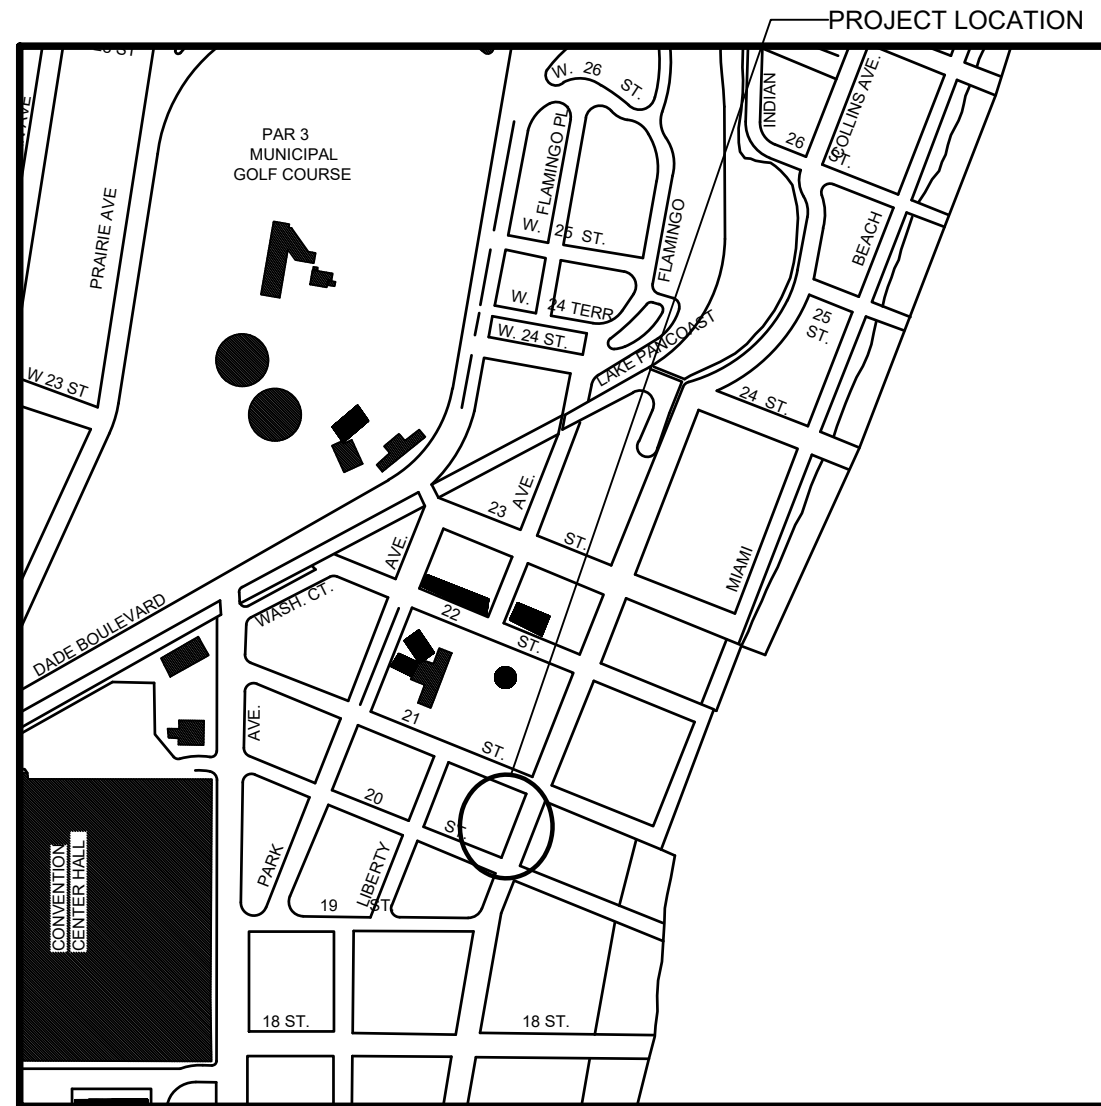 PROJECT LOCATION
ST
W. 26 ST.
INDIAN
COLLINS AVE.
AVE
PAR 3
MUNICIPAL
GOLF COURSE
FLAMINGO PL
26 ST.
PRAIRIE AVE
W. 25 ST.
FLAMINGO
BEACH
W. 24 TERR
25
ST.
W. 24 ST.
LAKE PANCOAST
W 23 ST
24 ST.
23 ST.
AVE.
AVE.
MIAMI
WASH. CT.
22 ST.
DADE BOULEVARD
21 ST.
AVE.
20 ST.
CONVENTION
CENTER HALL
PARK
LIBERTY
19 ST
18 ST.
18 ST.